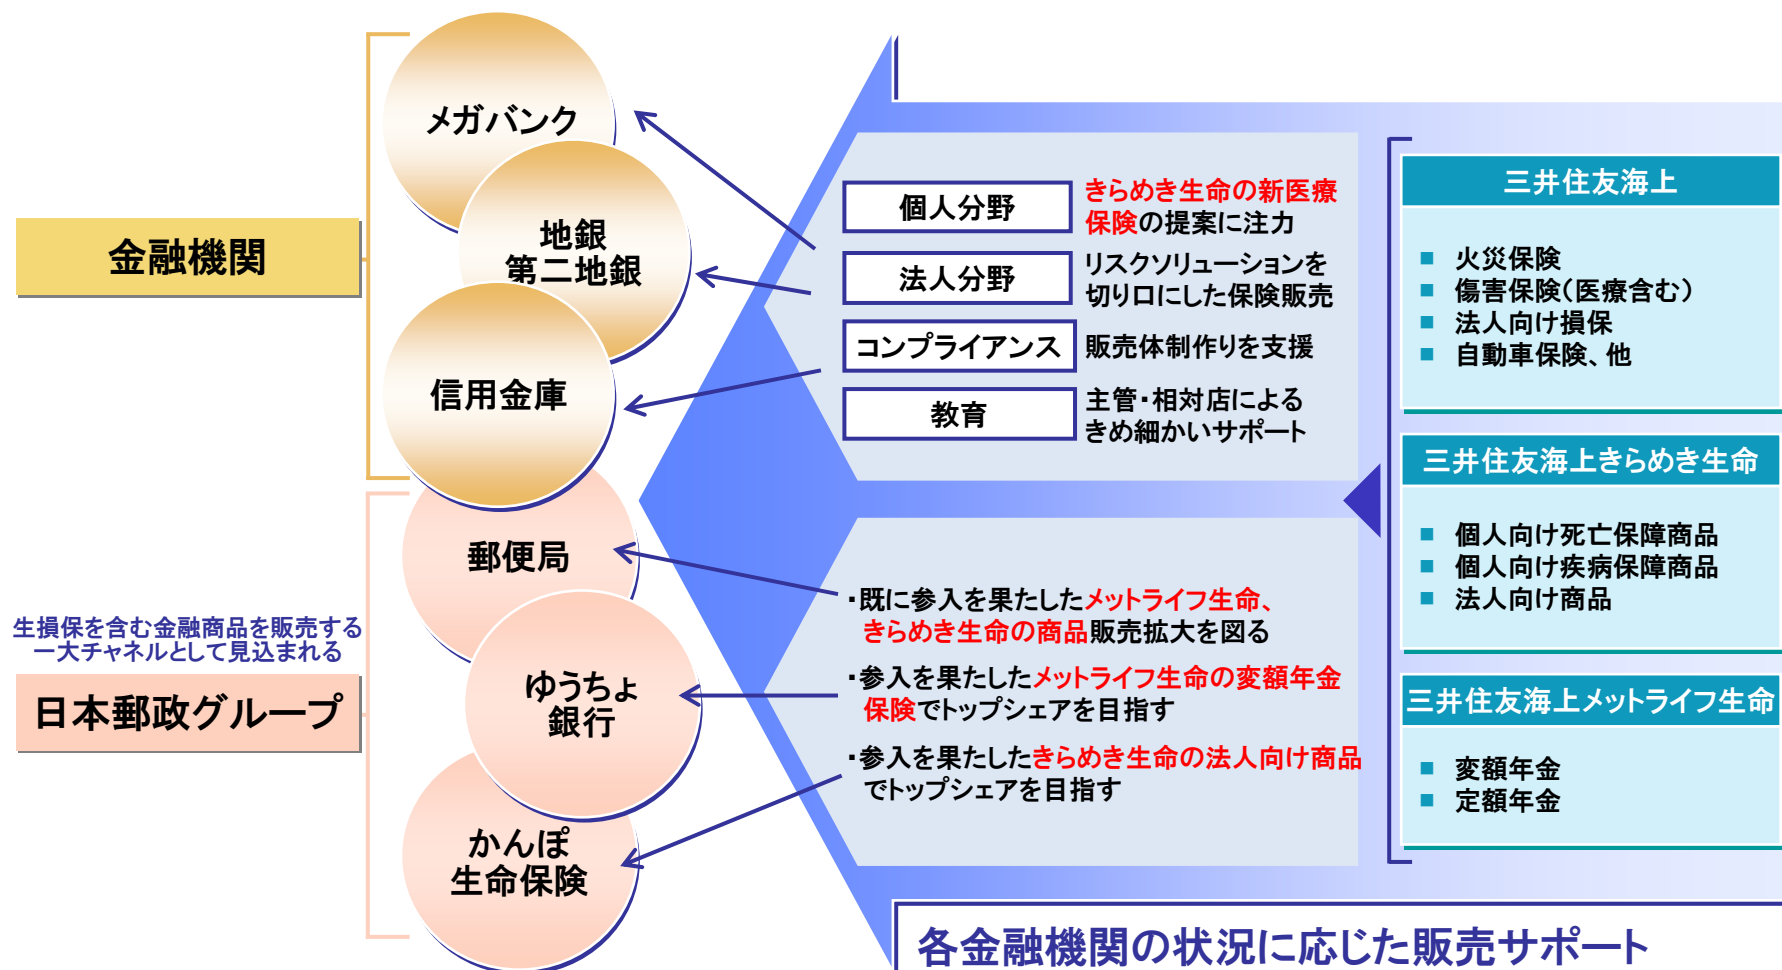 金融機関
メガバンク
地銀
第二地銀
信用金庫
生損保を含む金融商品を販売する
一大チャネルとして見込まれる
日本郵政グループ
郵便局
ゆうちょ
銀行
かんぽ
生命保険
個人分野
きらめき生命の新医療
保険の提案に注力
法人分野
リスクソリューションを
切り口にした保険販売
コンプライアンス
販売体制作りを支援
教育
主管・相対店による
きめ細かいサポート
・既に参入を果たしたメットライフ生命、
きらめき生命の商品販売拡大を図る
・参入を果たしたメットライフ生命の変額年金
保険でトップシェアを目指す
・参入を果たしたきらめき生命の法人向け商品
でトップシェアを目指す
三井住友海上
■ 火災保険
■ 傷害保険（医療含む）
■ 法人向け損保
■ 自動車保険、他
三井住友海上きらめき生命
■ 個人向け死亡保障商品
■ 個人向け疾病保障商品
■ 法人向け商品
三井住友海上メットライフ生命
■ 変額年金
■ 定額年金
各金融機関の状況に応じた販売サポート